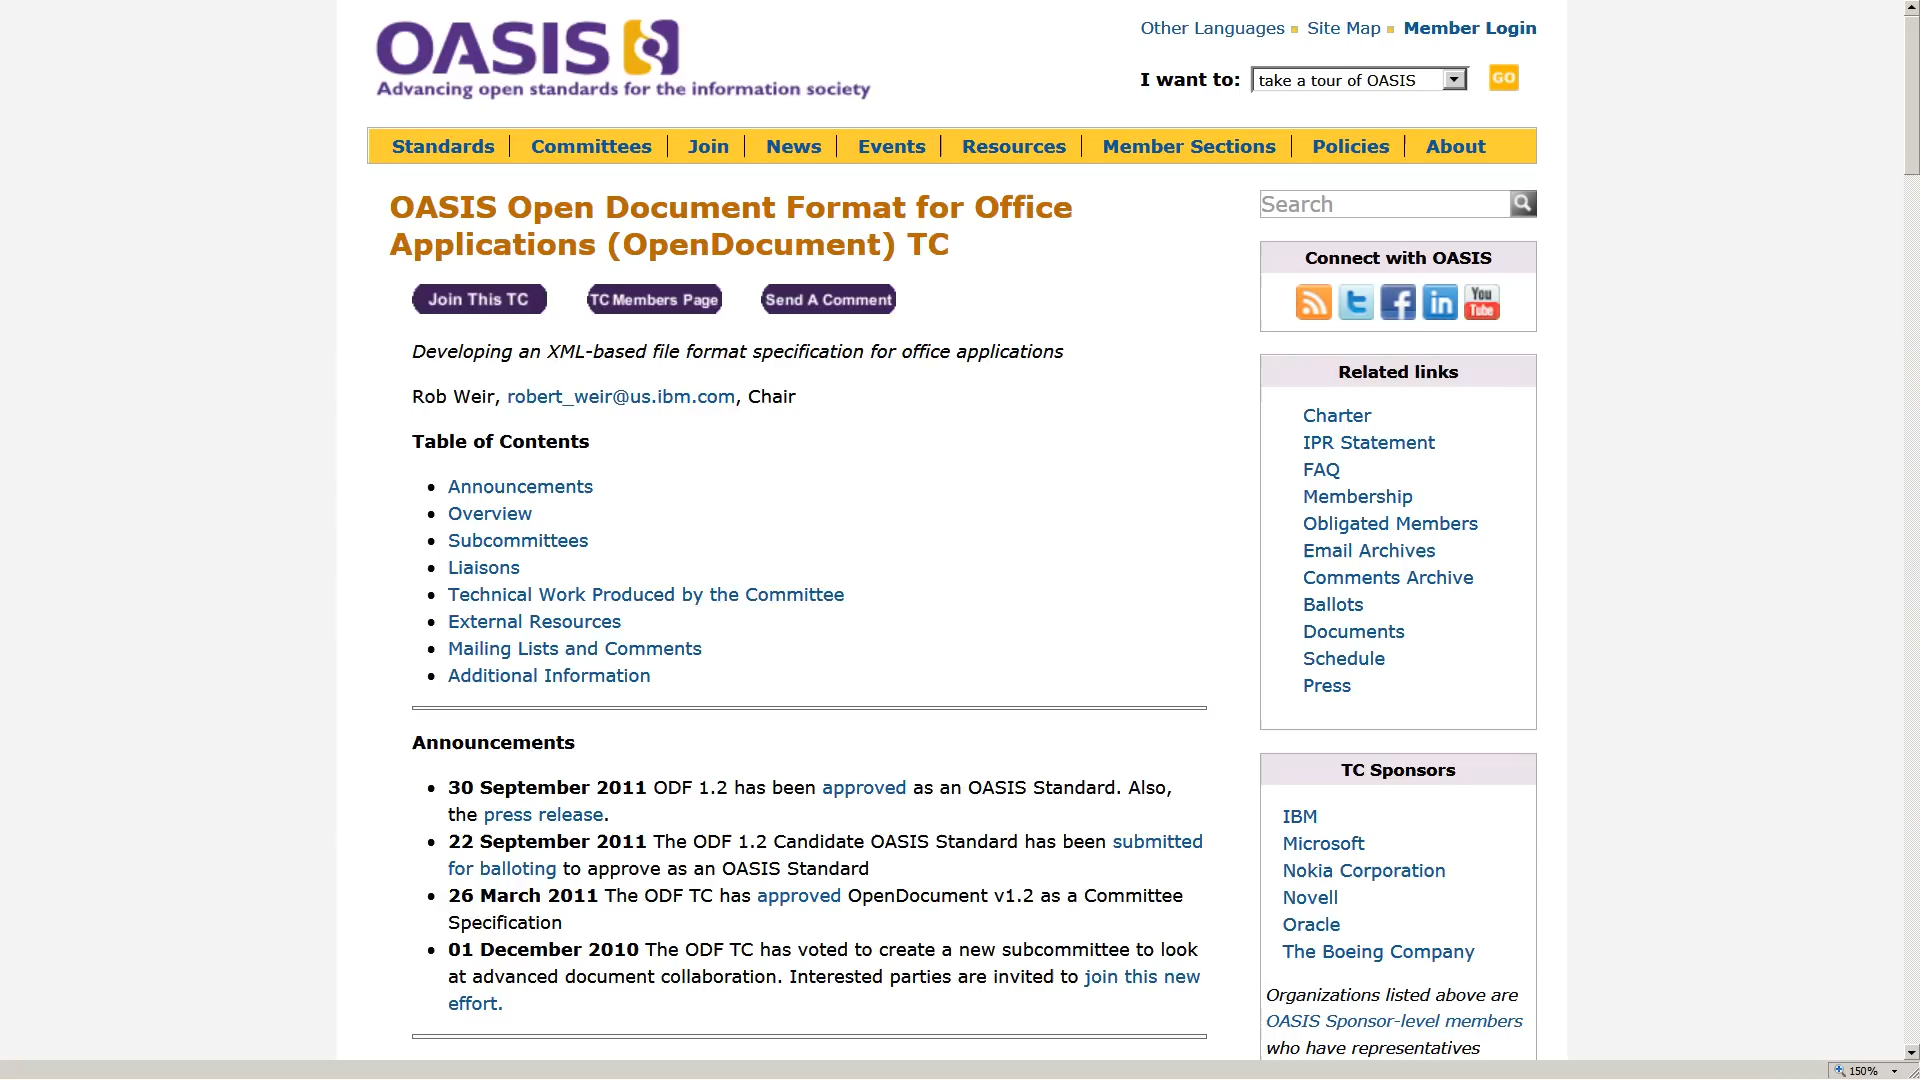 OASIS
Advancing open standards for the information society
Other Languages Site Map Member Login
I want to: take a tour of OASIS GO
Standards Committees Join News Events Resources Member Sections Policies About
OASIS Open Document Format for Office
Applications (OpenDocument) TC
Join This TC TC Members Page Send A Comment
Developing an XML-based file format specification for office applications
Rob Weir, robert_weir@us.ibm.com, Chair
Table of Contents
Announcements
Overview
Subcommittees
Liaisons
Technical Work Produced by the Committee
External Resources
Mailing Lists and Comments
Additional Information
Announcements
30 September 2011 ODF 1.2 has been approved as an OASIS Standard. Also,
the press release.
22 September 2011 The ODF 1.2 Candidate OASIS Standard has been submitted
for balloting to approve as an OASIS Standard
26 March 2011 The ODF TC has approved OpenDocument v1.2 as a Committee
Specification
01 December 2010 The ODF TC has voted to create a new subcommittee to look
at advanced document collaboration. Interested parties are invited to join this new
effort.
Search
Connect with OASIS
You
Tube
Related links
Charter
IPR Statement
FAQ
Membership
Obligated Members
Email Archives
Comments Archive
Ballots
Documents
Schedule
Press
TC Sponsors
IBM
Microsoft
Nokia Corporation
Novell
Oracle
The Boeing Company
Organizations listed above are
OASIS Sponsor-level members
who have representatives
150%